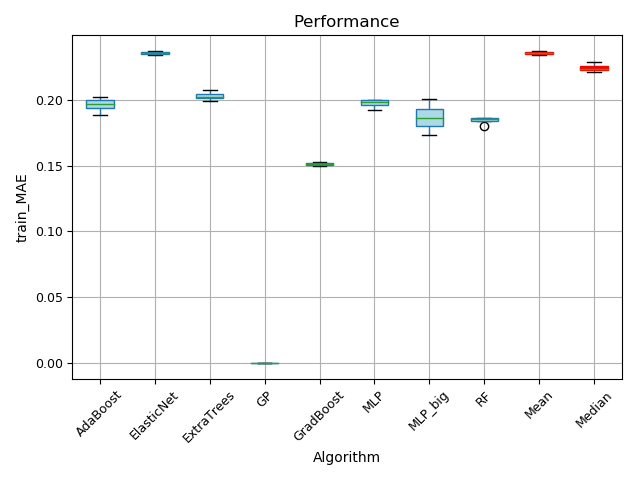 Performance
train_MAE
0.20
0.15
0.10
0.05
0.00
AdaBoost
ElasticNet
ExtraTrees
GP
GradBoost
MLP
MLP_big
RF
Mean
Median
Algorithm